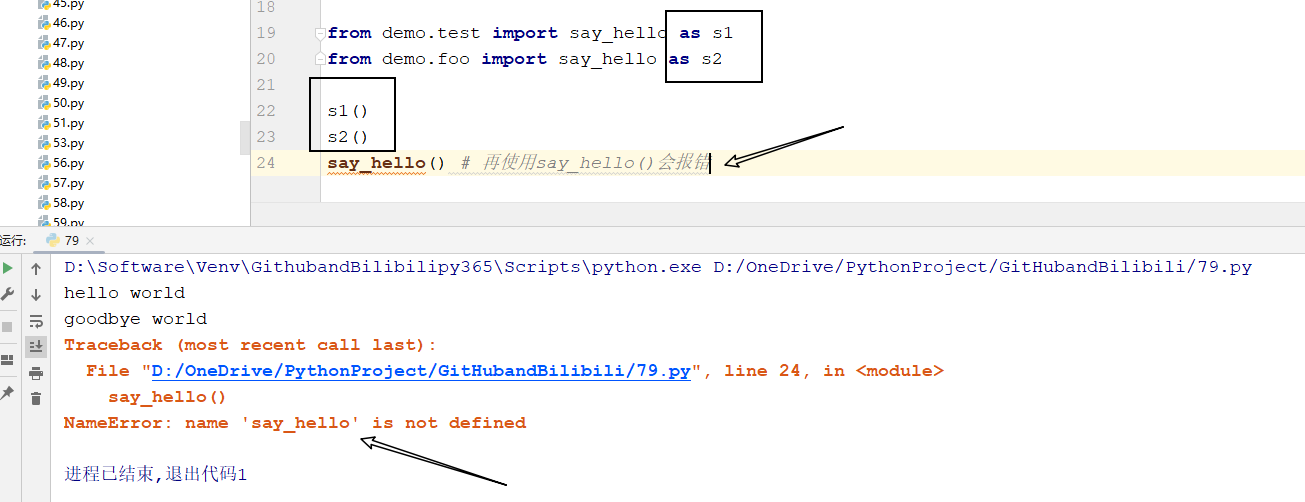 45.py
46.py
47.py
48.py
49.py
50.py
51.py
53.py
56.py
57.py
58.py
59.py
18
19 from demo.test import say_hello as s1
20 from demo.foo import say_hello as s2
21
22 s1()
23 s2()
24 say_hello() # 再使用say_hello()会报错
运行: 79
D:\Software\Venv\GithubandBilibilipy365\Scripts\python.exe D:/OneDrive/PythonProject/GitHubandBilibili/79.py
hello world
goodbye world
Traceback (most recent call last):
File "D:/OneDrive/PythonProject/GitHubandBilibili/79.py", line 24, in <module>
say_hello()
NameError: name 'say_hello' is not defined
进程已结束,退出代码1